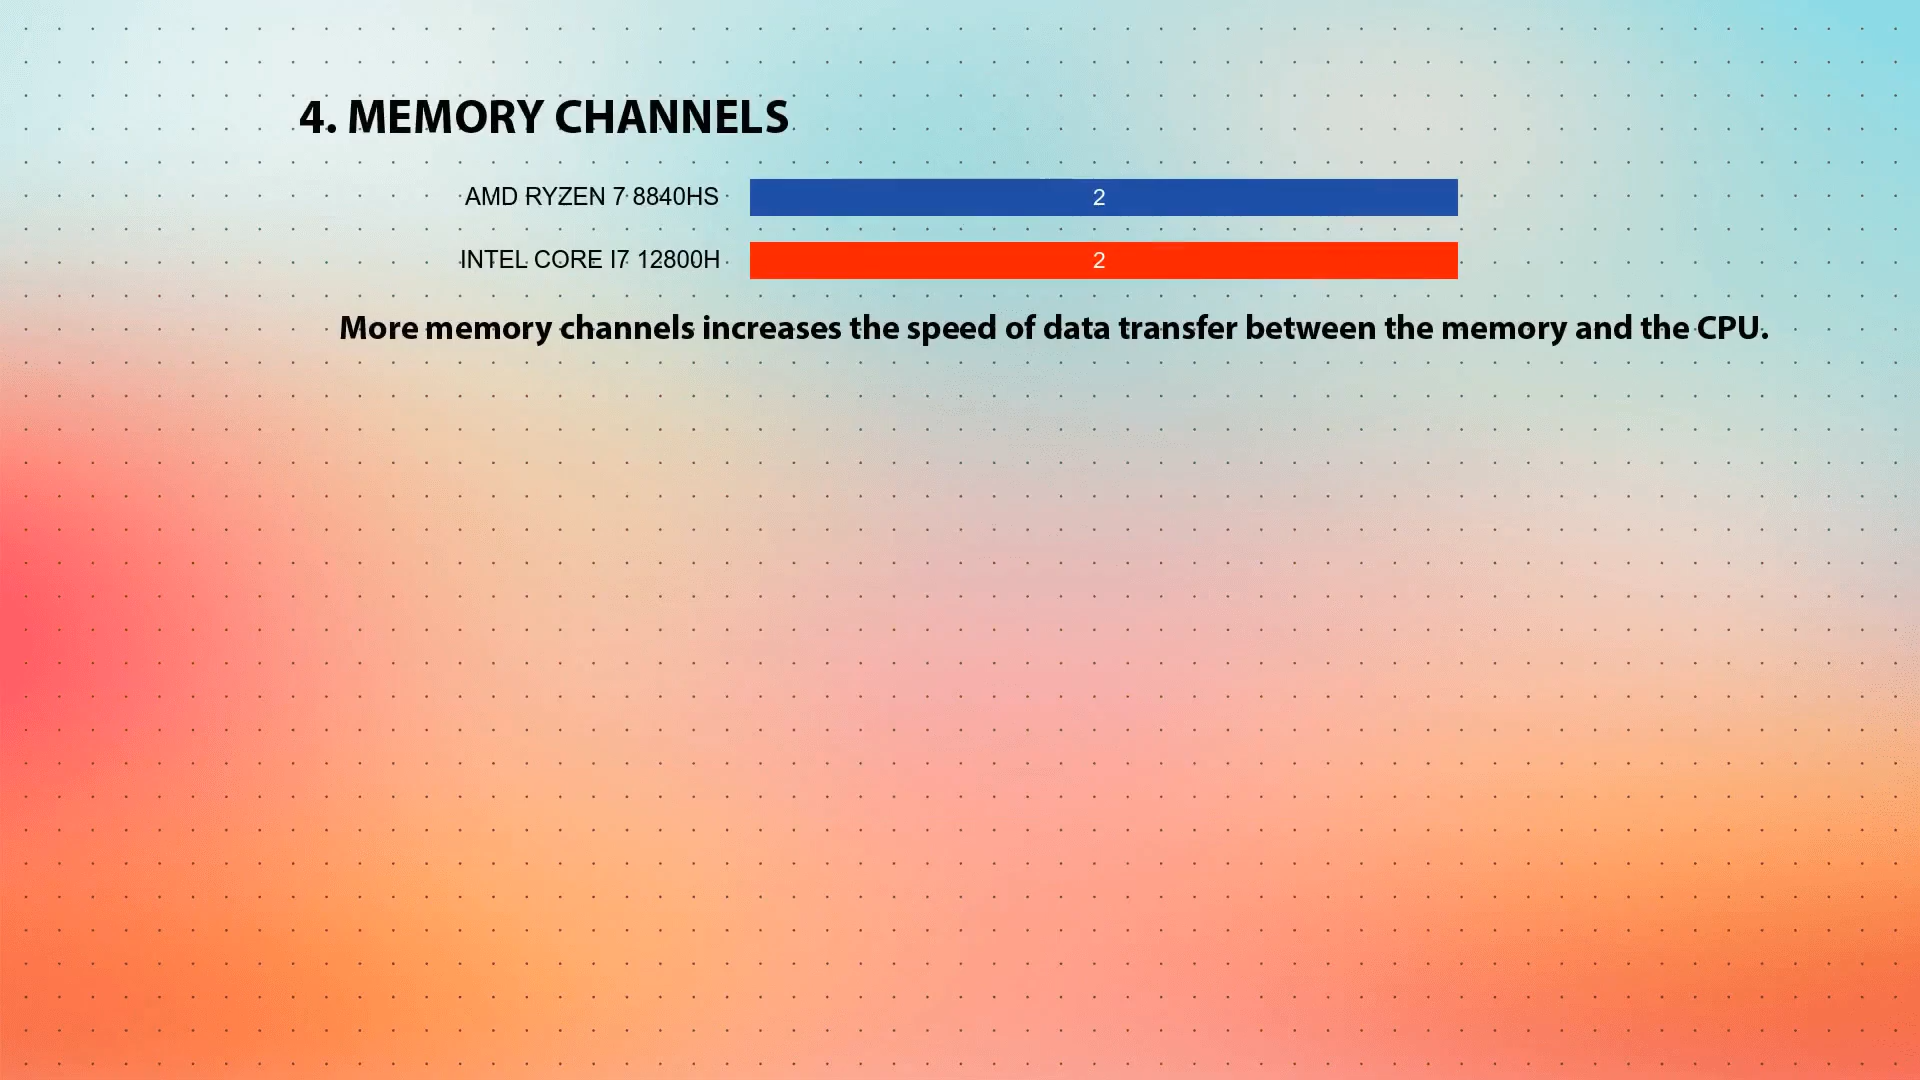 4. MEMORY CHANNELS
AMD RYZEN 7 8840HS 2
INTEL CORE I7 12800H 2
More memory channels increases the speed of data transfer between the memory and the CPU.